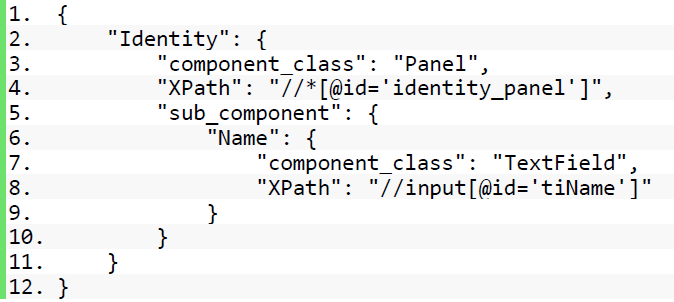 1. {
2.     "Identity": {
3.         "component_class": "Panel",
4.         "XPath": "//*[@id='identity_panel']",
5.         "sub_component": {
6.             "Name": {
7.                 "component_class": "TextField",
8.                 "XPath": "//input[@id='tiName']"
9.             }
10.         }
11.     }
12. }